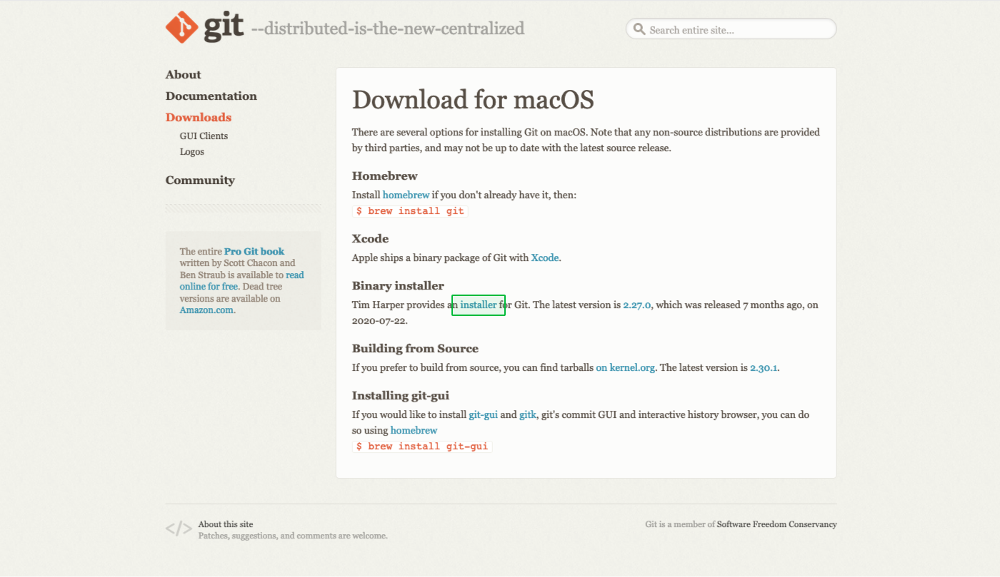 git --distributed-is-the-new-centralized
Search entire site...
About
Documentation
Downloads
GUI Clients
Logos
Community
The entire Pro Git book
written by Scott Chacon and
Ben Straub is available to read
online for free. Dead tree
versions are available on
Amazon.com.
Download for macOS
There are several options for installing Git on macOS. Note that any non-source distributions are provided
by third parties, and may not be up to date with the latest source release.
Homebrew
Install homebrew if you don't already have it, then:
$ brew install git
Xcode
Apple ships a binary package of Git with Xcode.
Binary installer
Tim Harper provides an installer for Git. The latest version is 2.27.0, which was released 7 months ago, on
2020-07-22.
Building from Source
If you prefer to build from source, you can find tarballs on kernel.org. The latest version is 2.30.1.
Installing git-gui
If you would like to install git-gui and gitk, git's commit GUI and interactive history browser, you can do
so using homebrew
$ brew install git-gui
</> About this site
Patches, suggestions, and comments are welcome.
Git is a member of Software Freedom Conservancy